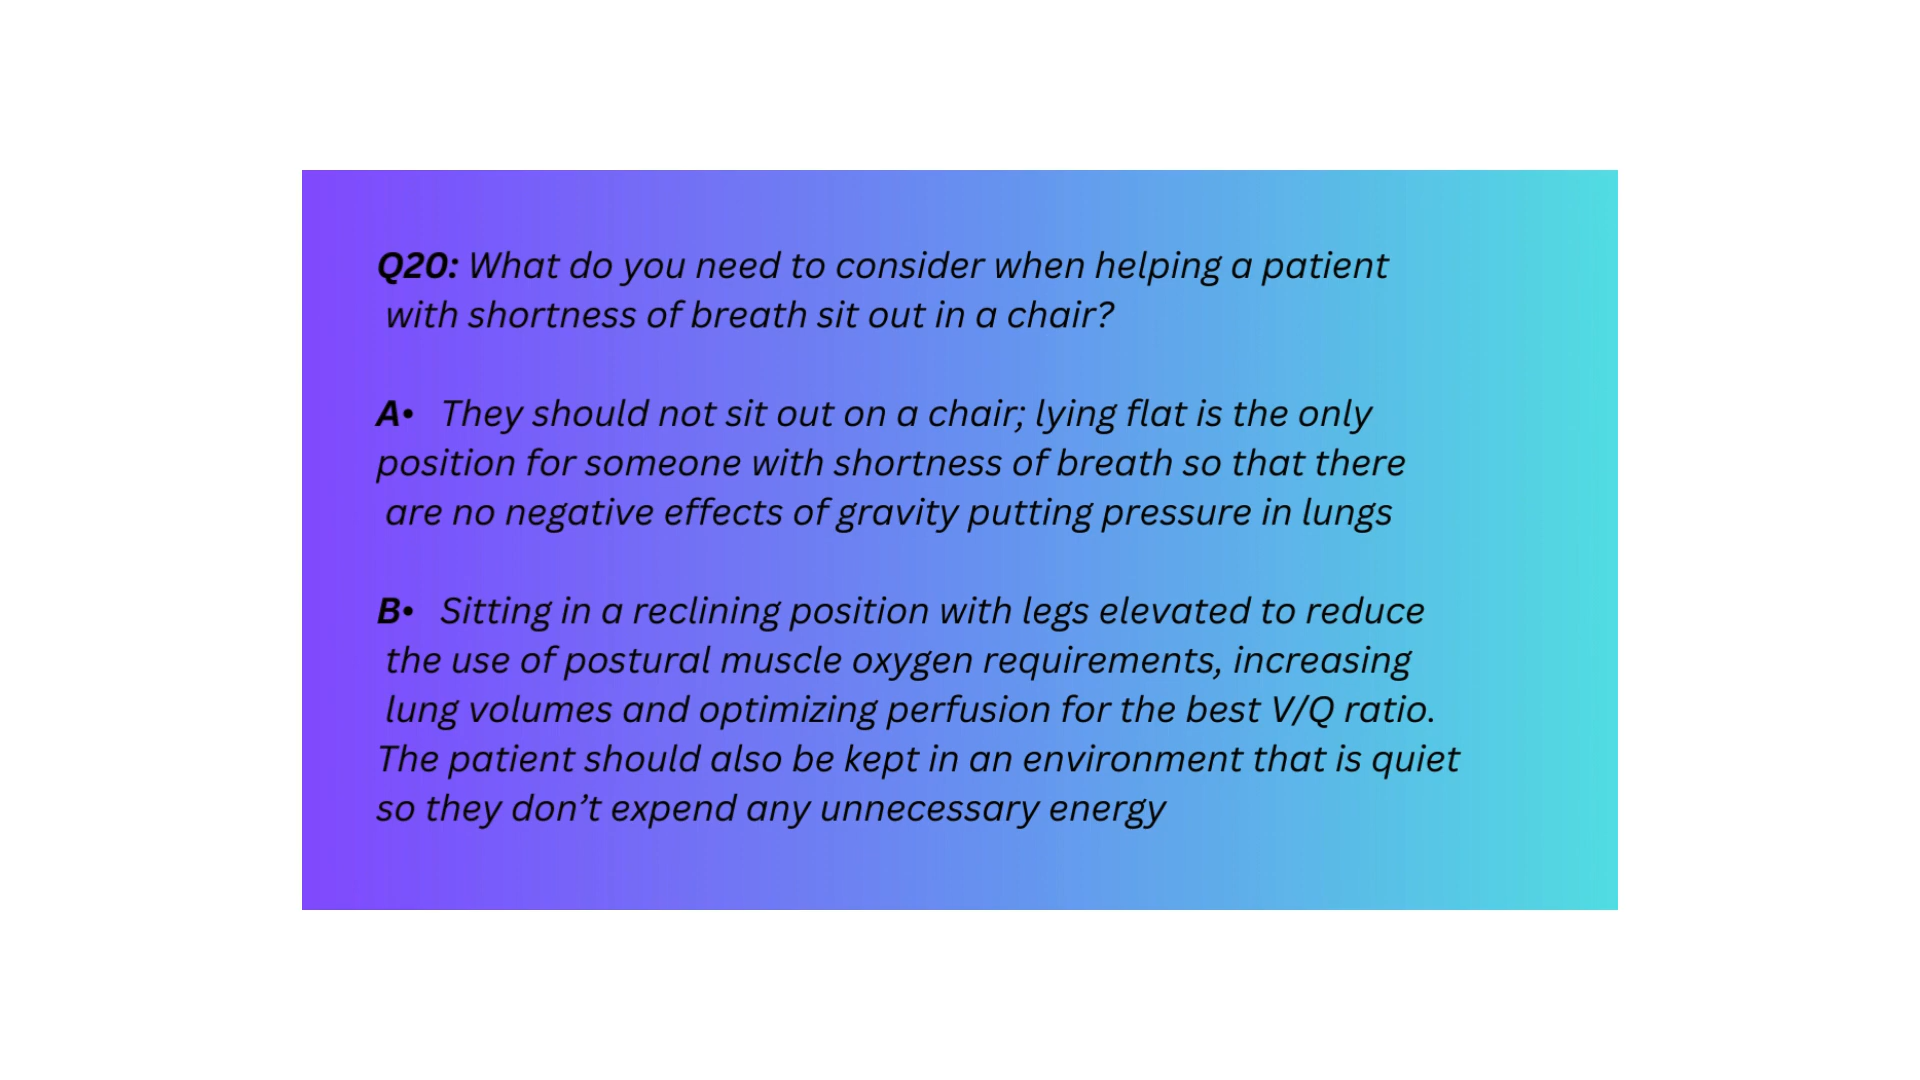 Q20: What do you need to consider when helping a patient
with shortness of breath sit out in a chair?
A• They should not sit out on a chair; lying flat is the only
position for someone with shortness of breath so that there
are no negative effects of gravity putting pressure in lungs
B• Sitting in a reclining position with legs elevated to reduce
the use of postural muscle oxygen requirements, increasing
lung volumes and optimizing perfusion for the best V/Q ratio.
The patient should also be kept in an environment that is quiet
so they don’t expend any unnecessary energy